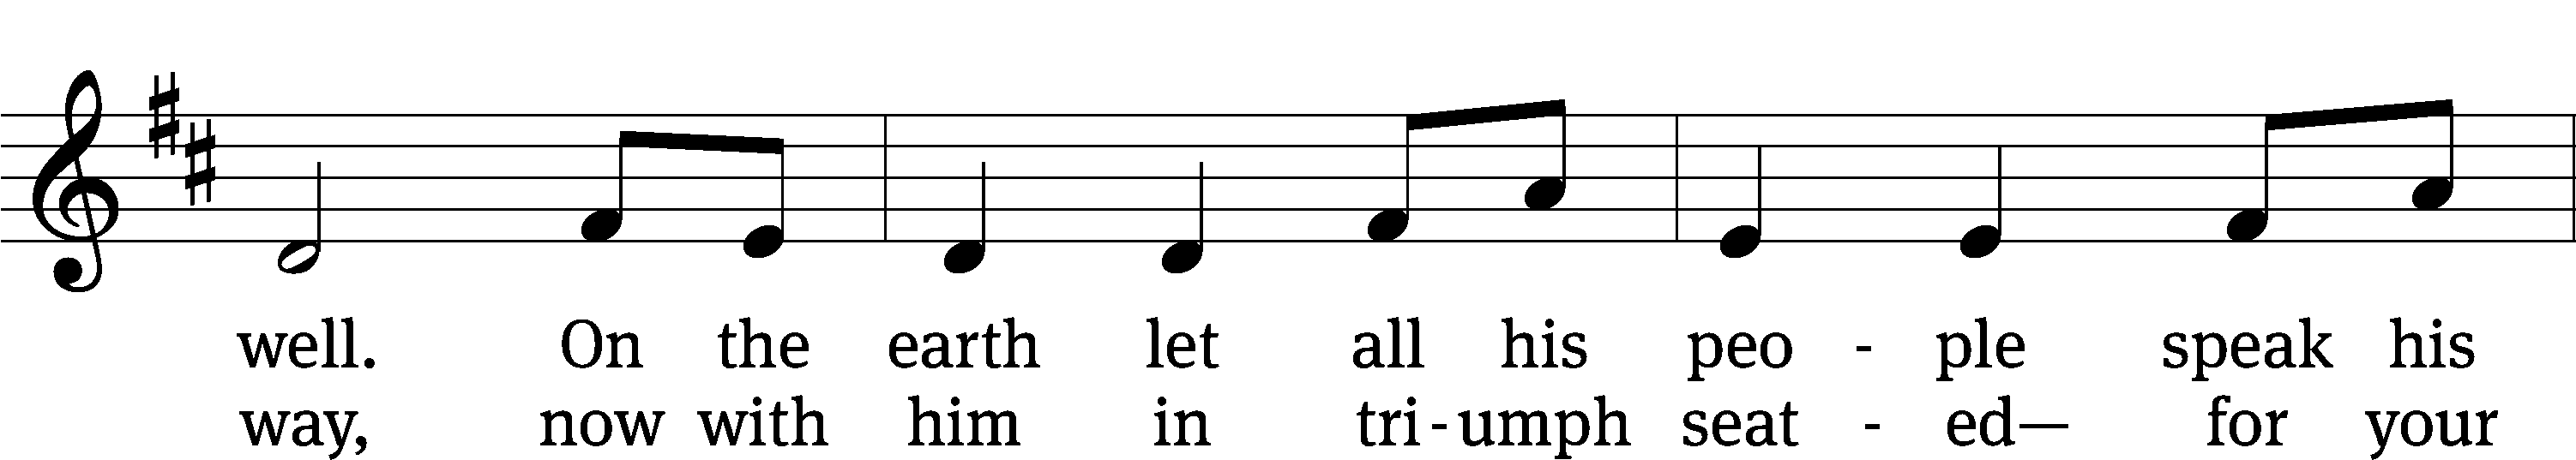 well. On the earth let all his peo - ple speak his
way, now with him in tri - umph seat - ed— for your